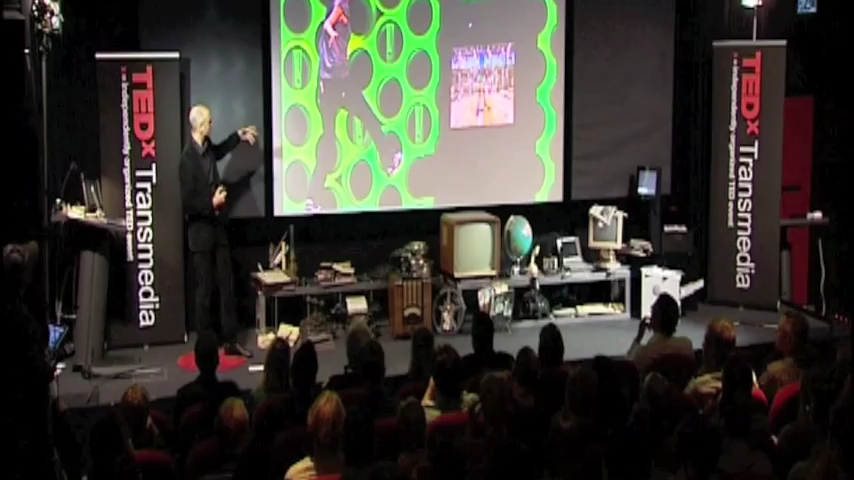 TEDx Transmedia
x = independently organized TED event
TEDx Transmedia
x = independently organized TED event